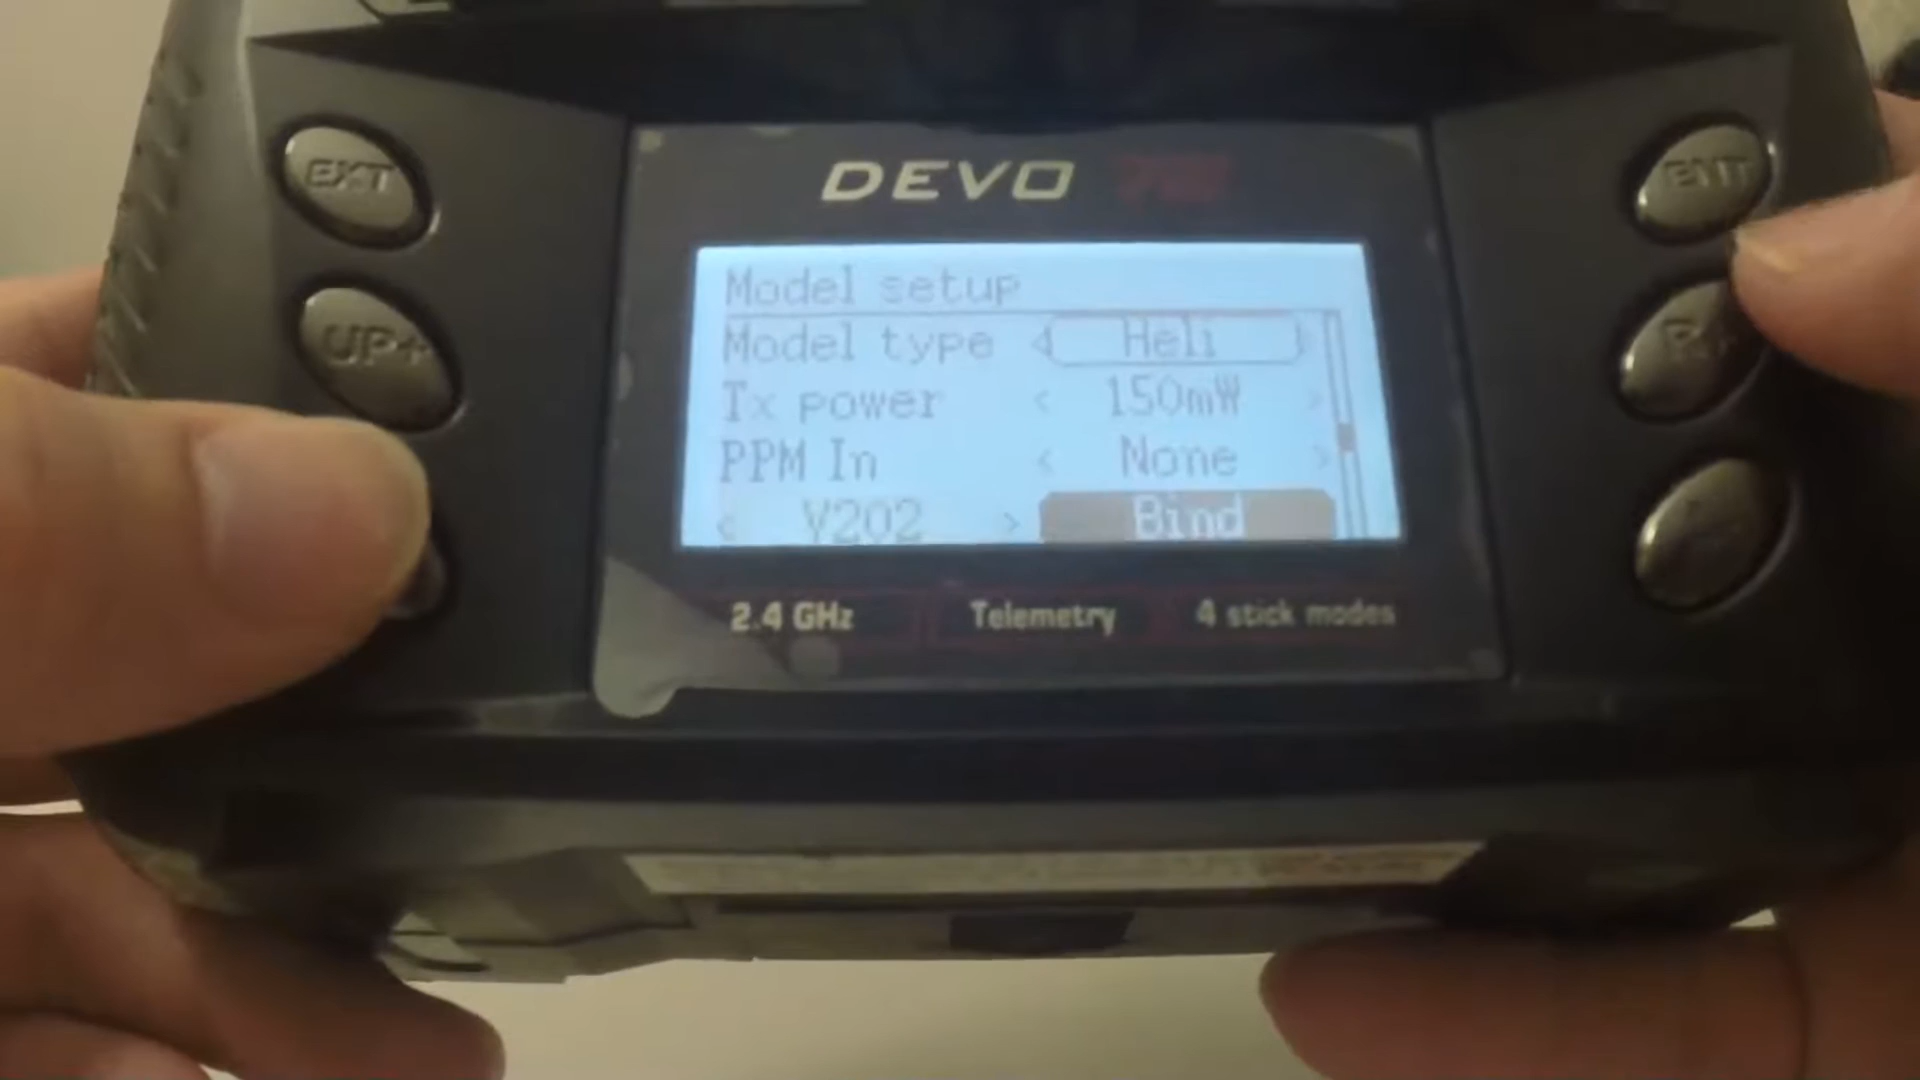 DEVO
EXT
ENT
UP+
Model setup
Model type < Heli >
Tx power < 150mW >
PPM In < None >
< V202 > Bind
2.4 GHz Telemetry 4 stick modes